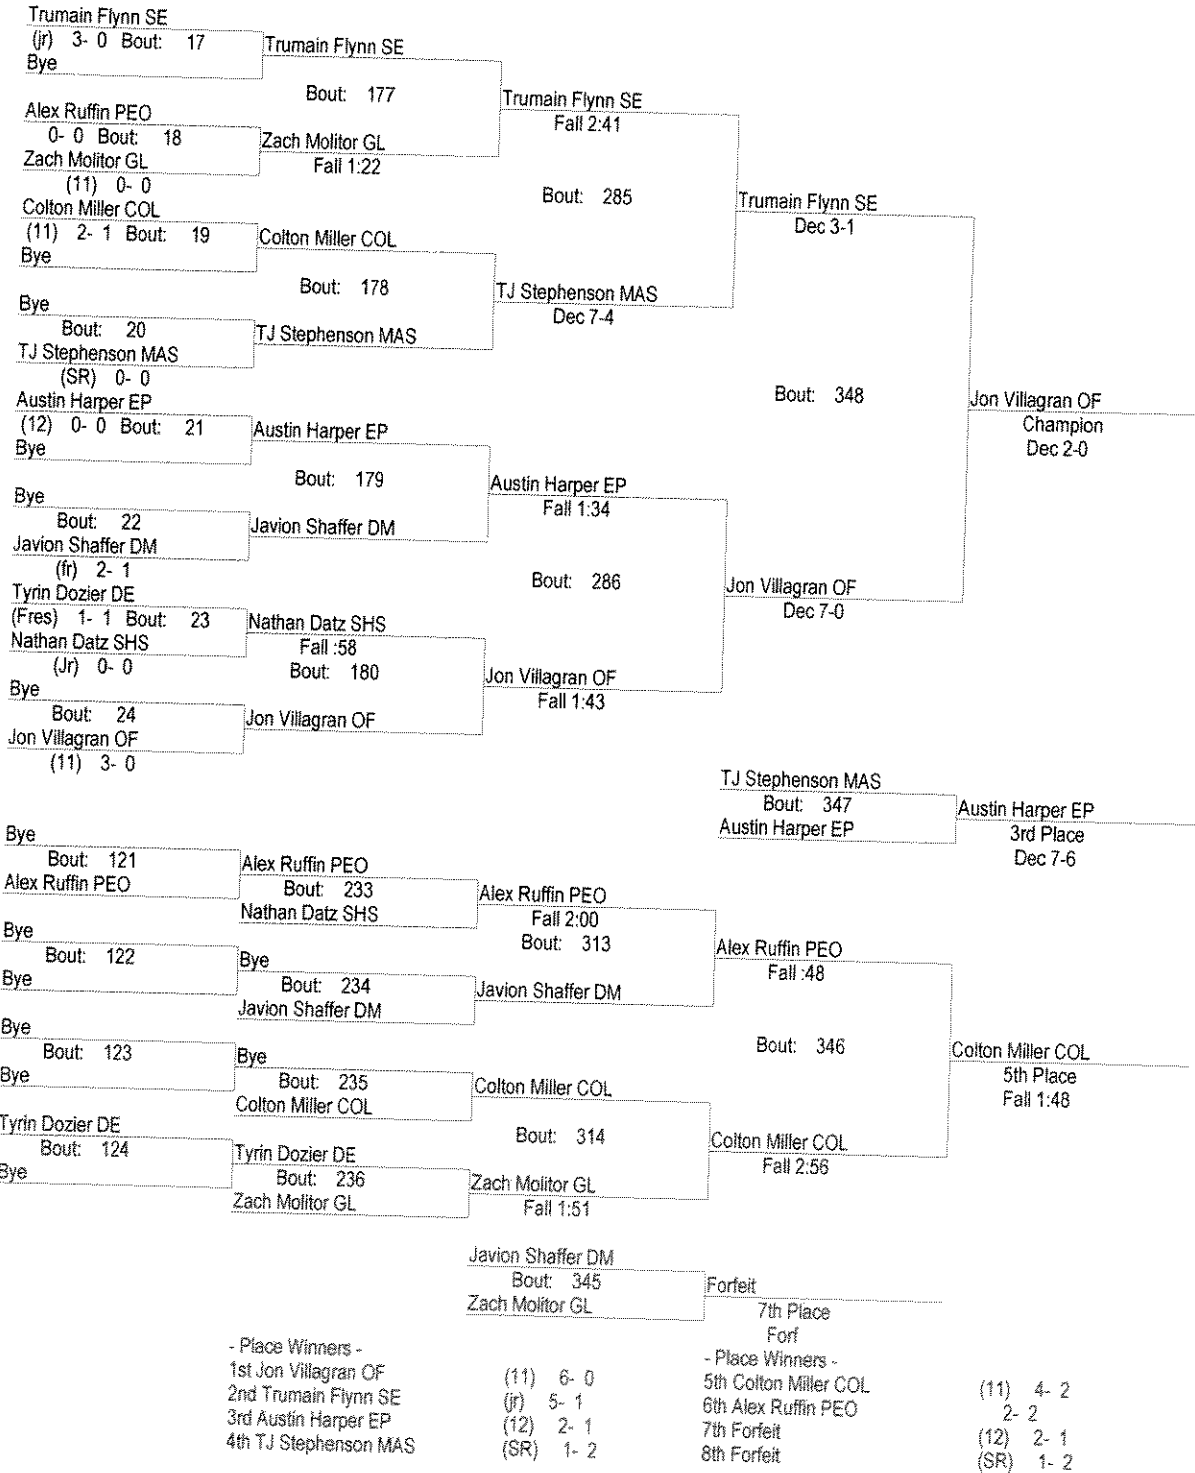 Trumain Flynn SE
(jr) 3- 0 Bout: 17
Bye
Trumain Flynn SE
Bout: 177
Alex Ruffin PEO
0- 0 Bout: 18
Zach Molitor GL
(11) 0- 0
Zach Molitor GL
Fall 1:22
Trumain Flynn SE
Fall 2:41
Bout: 285
Colton Miller COL
(11) 2- 1 Bout: 19
Bye
Colton Miller COL
Bout: 178
Bye
Bout: 20
TJ Stephenson MAS
(SR) 0- 0
TJ Stephenson MAS
TJ Stephenson MAS
Dec 7-4
Trumain Flynn SE
Dec 3-1
Bout: 348
Austin Harper EP
(12) 0- 0 Bout: 21
Bye
Austin Harper EP
Bout: 179
Bye
Bout: 22
Javion Shaffer DM
(fr) 2- 1
Javion Shaffer DM
Austin Harper EP
Fall 1:34
Bout: 286
Tyrin Dozier DE
(Fres) 1- 1 Bout: 23
Nathan Datz SHS
(Jr) 0- 0
Nathan Datz SHS
Fall :58
Bout: 180
Bye
Bout: 24
Jon Villagran OF
(11) 3- 0
Jon Villagran OF
Jon Villagran OF
Fall 1:43
Jon Villagran OF
Dec 7-0
Jon Villagran OF
Champion
Dec 2-0
TJ Stephenson MAS
Bout: 347
Austin Harper EP
Austin Harper EP
3rd Place
Dec 7-6
Bye
Bout: 121
Alex Ruffin PEO
Alex Ruffin PEO
Bout: 233
Nathan Datz SHS
Alex Ruffin PEO
Fall 2:00
Bout: 313
Bye
Bout: 122
Bye
Bye
Bout: 234
Javion Shaffer DM
Javion Shaffer DM
Alex Ruffin PEO
Fall :48
Bout: 346
Bye
Bout: 123
Bye
Bye
Bout: 235
Colton Miller COL
Colton Miller COL
Bout: 314
Tyrin Dozier DE
Bout: 124
Bye
Tyrin Dozier DE
Bout: 236
Zach Molitor GL
Zach Molitor GL
Fall 1:51
Colton Miller COL
Fall 2:56
Colton Miller COL
5th Place
Fall 1:48
Javion Shaffer DM
Bout: 345
Zach Molitor GL
Forfeit
7th Place
Forf
- Place Winners -
1st Jon Villagran OF (11) 6- 0
2nd Trumain Flynn SE (jr) 5- 1
3rd Austin Harper EP (12) 2- 1
4th TJ Stephenson MAS (SR) 1- 2
- Place Winners -
5th Colton Miller COL (11) 4- 2
6th Alex Ruffin PEO 2- 2
7th Forfeit (12) 2- 1
8th Forfeit (SR) 1- 2